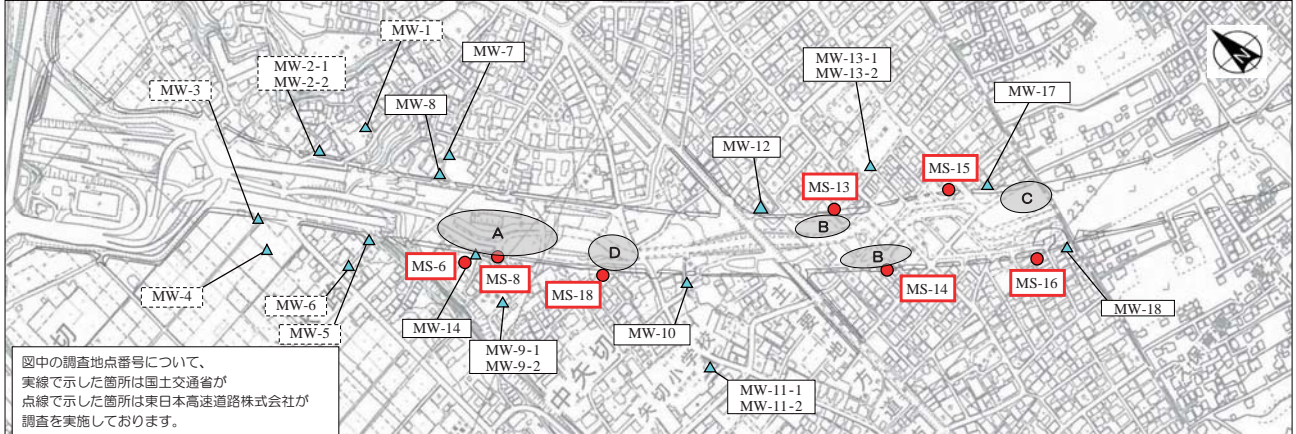 MW-1
MW-7
MW-2-1
MW-2-2
MW-3
MW-8
MW-13-1
MW-13-2
MW-17
MW-12
MS-15
MS-13
C
A
B
D
B
MS-6
MS-8
MS-18
MS-14
MS-16
MW-4
MW-6
MW-5
MW-14
MW-10
MW-18
MW-9-1
MW-9-2
MW-11-1
MW-11-2
N
中矢切
図中の調査地点番号について、
実線で示した箇所は国土交通省が
点線で示した箇所は東日本高速道路株式会社が
調査を実施しております。